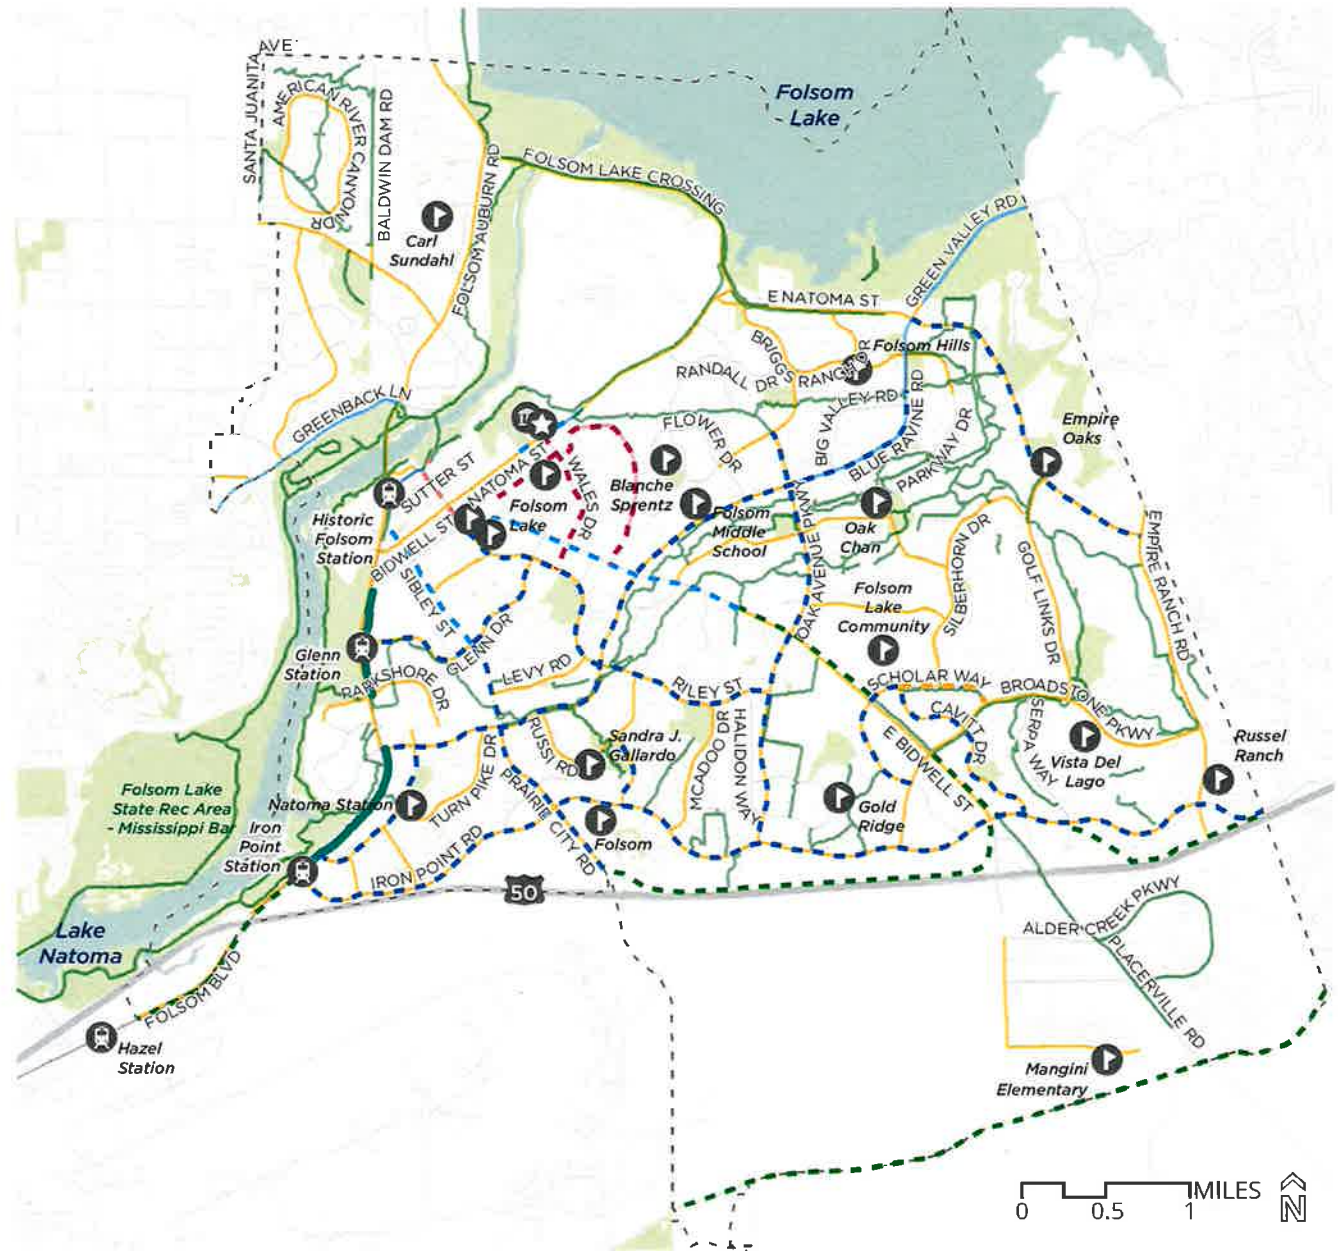 AVE
SANTA JUANITA
AMERICAN RIVER CANYON DR
BALDWIN DAM RD
Carl
Sundahl
FOLSOM AUBURN RD
FOLSOM LAKE CROSSING
Folsom
Lake
GREEN VALLEY RD
E NATOMA ST
Folsom Hills
BRIGGS
RANDALL DR
RANCH
BIG VALLEY RD
BLUE RAVINE RD
PARKWAY DR
FLOWER DR
GREENBACK LN
Empire
Oaks
SUTTER ST
NATOMA ST
WALES DR
Blanche
Sprentz
Folsom
Lake
Folsom
Middle
School
Oak
Chan
Historic
Folsom
Station
BIDWELL ST
SIBLEY ST
OAK AVENUE PKWY
SILBERHORN DR
GOLF LINKS DR
EMPIRE RANCH RD
Folsom
Lake
Community
Glenn
Station
GLENN DR
LEVY RD
PARKSHORE DR
RILEY ST
SCHOLAR WAY
BROADSTONE PKWY
CAVITT DR
SERPA WAY
E BIDWELL ST
Vista Del
Lago
Russel
Ranch
RUSSI RD
Sandra J.
Gallardo
MCADOO DR
HALIDON WAY
TURN PIKE DR
PRAIRIE CITY RD
Natoma Station
Gold
Ridge
Folsom
Folsom Lake
State Rec Area
- Mississippi Bar
Iron
Point
Station
IRON POINT RD
50
Lake
Natoma
FOLSOM BLVD
Hazel
Station
ALDER CREEK PKWY
PLACERVILLE RD
Mangini
Elementary
MILES
0 0.5 1
N